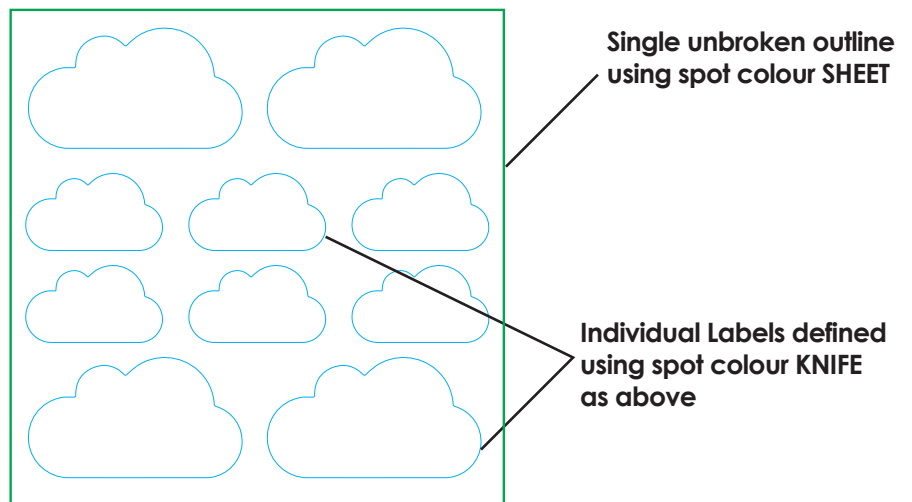 Single unbroken outline
using spot colour SHEET
Individual Labels defined
using spot colour KNIFE
as above